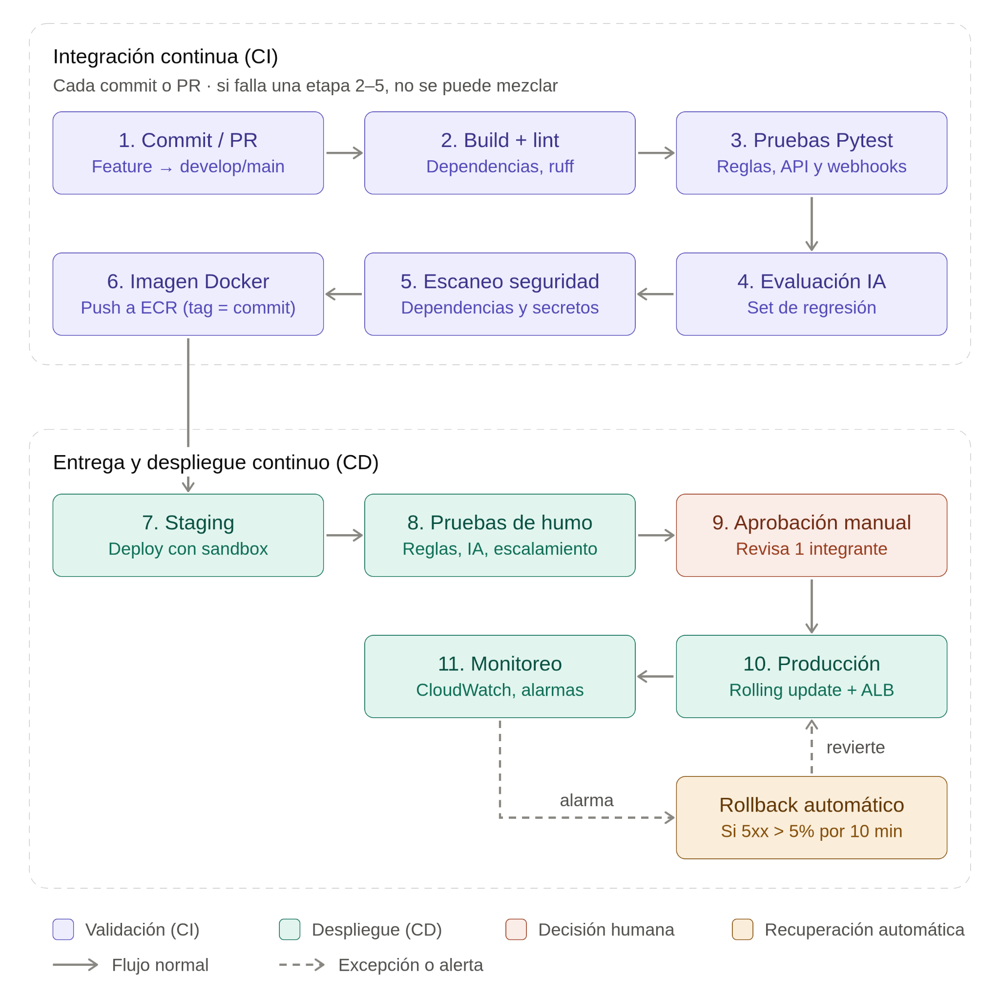 Integración continua (CI)
Cada commit o PR · si falla una etapa 2–5, no se puede mezclar
1. Commit / PR
Feature → develop/main
2. Build + lint
Dependencias, ruff
3. Pruebas Pytest
Reglas, API y webhooks
4. Evaluación IA
Set de regresión
5. Escaneo seguridad
Dependencias y secretos
6. Imagen Docker
Push a ECR (tag = commit)
Entrega y despliegue continuo (CD)
7. Staging
Deploy con sandbox
8. Pruebas de humo
Reglas, IA, escalamiento
9. Aprobación manual
Revisa 1 integrante
10. Producción
Rolling update + ALB
11. Monitoreo
CloudWatch, alarmas
revierte
alarma
Rollback automático
Si 5xx > 5% por 10 min
Validación (CI)
Despliegue (CD)
Decisión humana
Recuperación automática
Flujo normal
Excepción o alerta